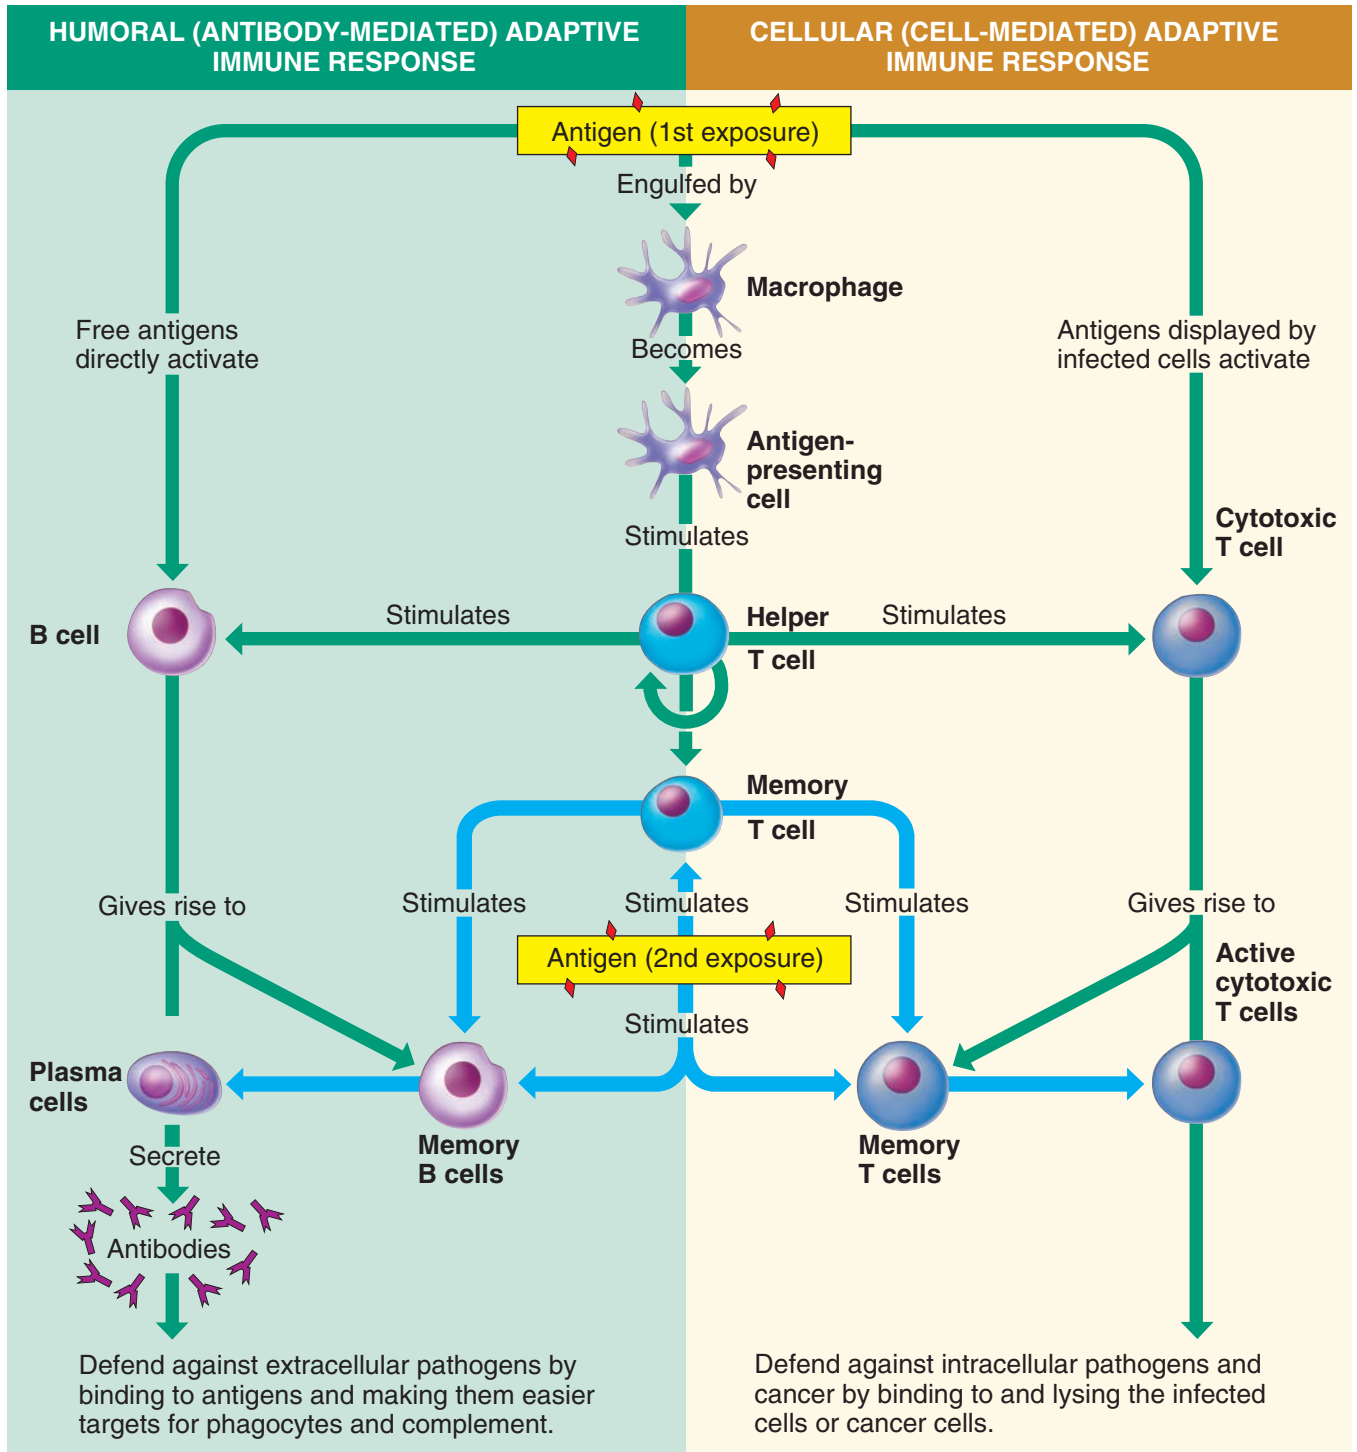 HUMORAL (ANTIBODY-MEDIATED) ADAPTIVE
IMMUNE RESPONSE
CELLULAR (CELL-MEDIATED) ADAPTIVE
IMMUNE RESPONSE
Antigen (1st exposure)
Engulfed by
Macrophage
Free antigens
directly activate
Becomes
Antigens displayed by
infected cells activate
Antigen-
presenting
cell
Stimulates
Cytotoxic
T cell
B cell
Stimulates
Helper
T cell
Stimulates
Memory
T cell
Gives rise to
Stimulates
Stimulates
Stimulates
Gives rise to
Antigen (2nd exposure)
Active
cytotoxic
T cells
Stimulates
Plasma
cells
Memory
B cells
Memory
T cells
Secrete
Antibodies
Defend against extracellular pathogens by
binding to antigens and making them easier
targets for phagocytes and complement.
Defend against intracellular pathogens and
cancer by binding to and lysing the infected
cells or cancer cells.